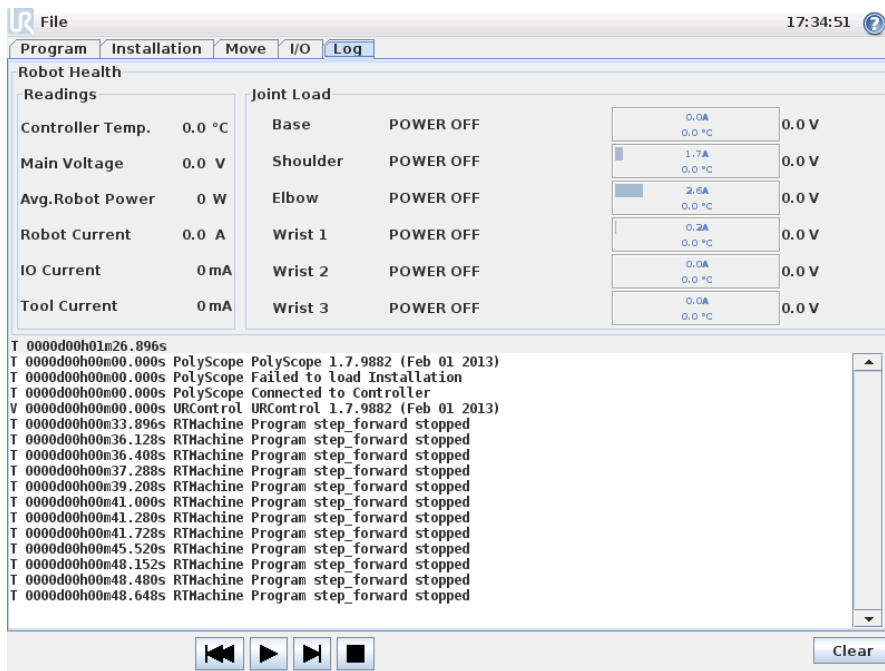 UR File 17:34:51 ?
Program Installation Move I/O Log
Robot Health
Readings Joint Load
Controller Temp. 0.0 °C
Main Voltage 0.0 V
Avg.Robot Power 0 W
Robot Current 0.0 A
IO Current 0 mA
Tool Current 0 mA
Base POWER OFF 0.0A 0.0 °C 0.0 V
Shoulder POWER OFF 1.7A 0.0 °C 0.0 V
Elbow POWER OFF 2.6A 0.0 °C 0.0 V
Wrist 1 POWER OFF 0.2A 0.0 °C 0.0 V
Wrist 2 POWER OFF 0.0A 0.0 °C 0.0 V
Wrist 3 POWER OFF 0.0A 0.0 °C 0.0 V
T 0000d00h01m26.896s
T 0000d00h00m00.000s PolyScope PolyScope 1.7.9882 (Feb 01 2013)
T 0000d00h00m00.000s PolyScope Failed to load Installation
T 0000d00h00m00.000s PolyScope Connected to Controller
V 0000d00h00m00.000s URControl URControl 1.7.9882 (Feb 01 2013)
T 0000d00h00m33.896s RTMachine Program step_forward stopped
T 0000d00h00m36.128s RTMachine Program step_forward stopped
T 0000d00h00m36.408s RTMachine Program step_forward stopped
T 0000d00h00m37.288s RTMachine Program step_forward stopped
T 0000d00h00m39.208s RTMachine Program step_forward stopped
T 0000d00h00m41.000s RTMachine Program step_forward stopped
T 0000d00h00m41.280s RTMachine Program step_forward stopped
T 0000d00h00m41.728s RTMachine Program step_forward stopped
T 0000d00h00m45.520s RTMachine Program step_forward stopped
T 0000d00h00m48.152s RTMachine Program step_forward stopped
T 0000d00h00m48.480s RTMachine Program step_forward stopped
T 0000d00h00m48.648s RTMachine Program step_forward stopped
Clear